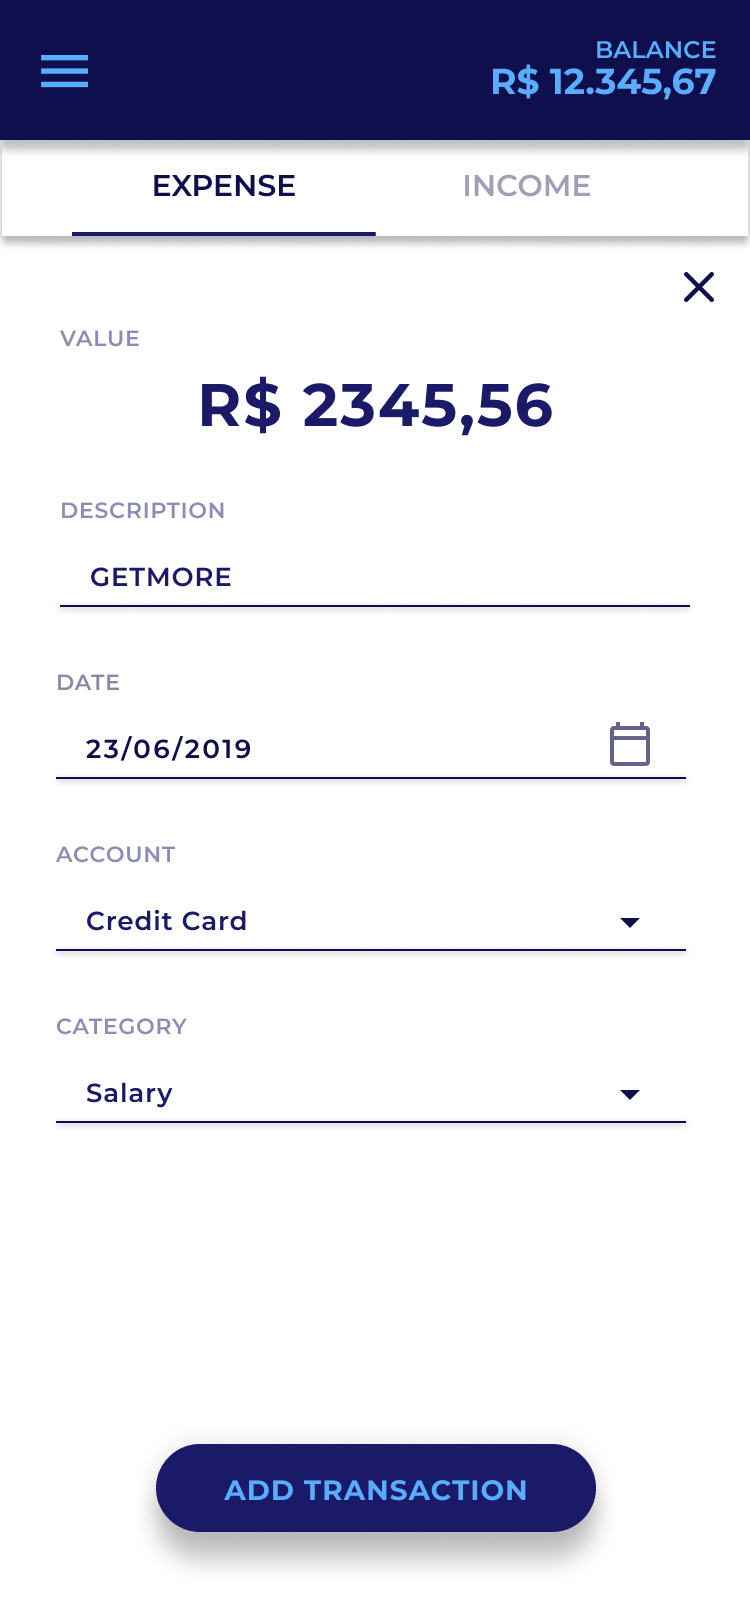 BALANCE
R$ 12.345,67
EXPENSE INCOME
VALUE
R$ 2345,56
DESCRIPTION
GETMORE
DATE
23/06/2019
ACCOUNT
Credit Card
CATEGORY
Salary
ADD TRANSACTION